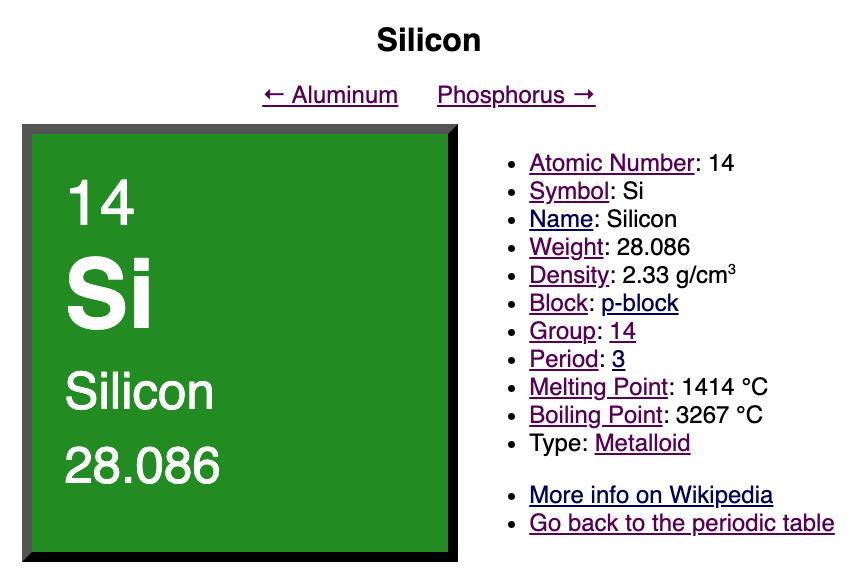 Silicon
← Aluminum Phosphorus →
14
Si
Silicon
28.086
Atomic Number: 14
Symbol: Si
Name: Silicon
Weight: 28.086
Density: 2.33 g/cm³
Block: p-block
Group: 14
Period: 3
Melting Point: 1414 °C
Boiling Point: 3267 °C
Type: Metalloid
More info on Wikipedia
Go back to the periodic table